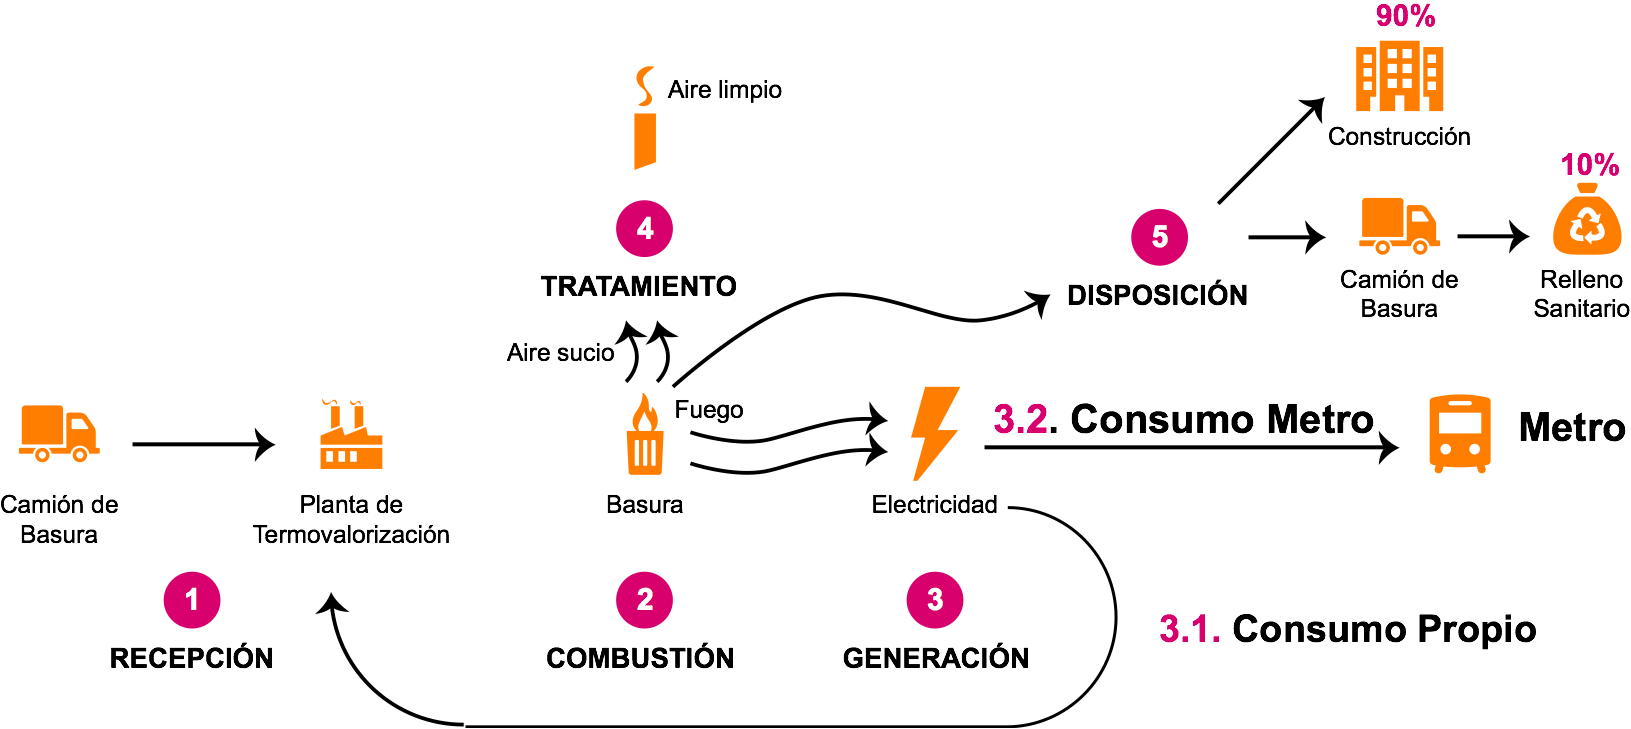 90%
Construcción
10%
Aire limpio
4
TRATAMIENTO
5
DISPOSICIÓN
Camión de
Basura
Relleno
Sanitario
Aire sucio
Fuego
3.2. Consumo Metro
Metro
Camión de
Basura
Planta de
Termovalorización
Basura
Electricidad
1
RECEPCIÓN
2
COMBUSTIÓN
3
GENERACIÓN
3.1. Consumo Propio